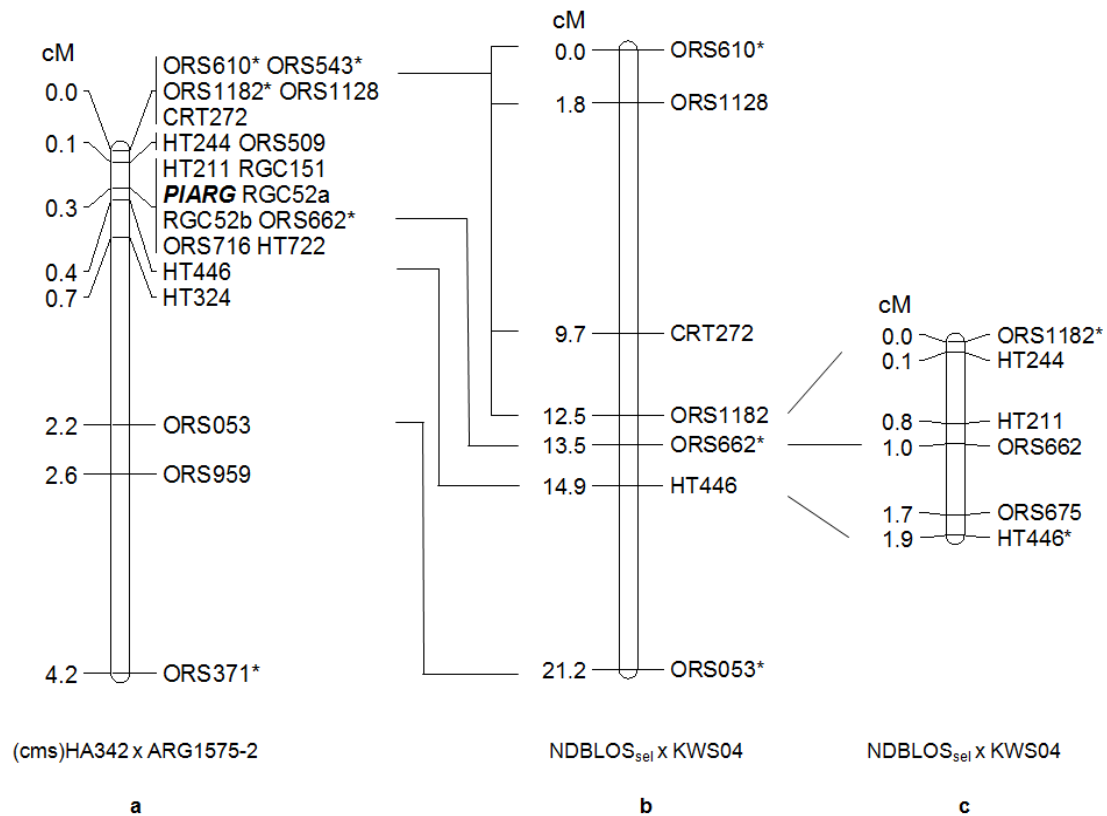 cM
0.0
0.1
0.3
0.4
0.7
2.2
2.6
4.2
ORS610* ORS543*
ORS1182* ORS1128
CRT272
HT244 ORS509
HT211 RGC151
PlARG RGC52a
RGC52b ORS662*
ORS716 HT722
HT446
HT324
ORS053
ORS959
ORS371*
(cms)HA342 x ARG1575-2
a
cM
0.0 ORS610*
1.8 ORS1128
9.7 CRT272
12.5 ORS1182
13.5 ORS662*
14.9 HT446
21.2 ORS053*
NDBLOSsel x KWS04
b
cM
0.0 ORS1182*
0.1 HT244
0.8 HT211
1.0 ORS662
1.7 ORS675
1.9 HT446*
NDBLOSsel x KWS04
c